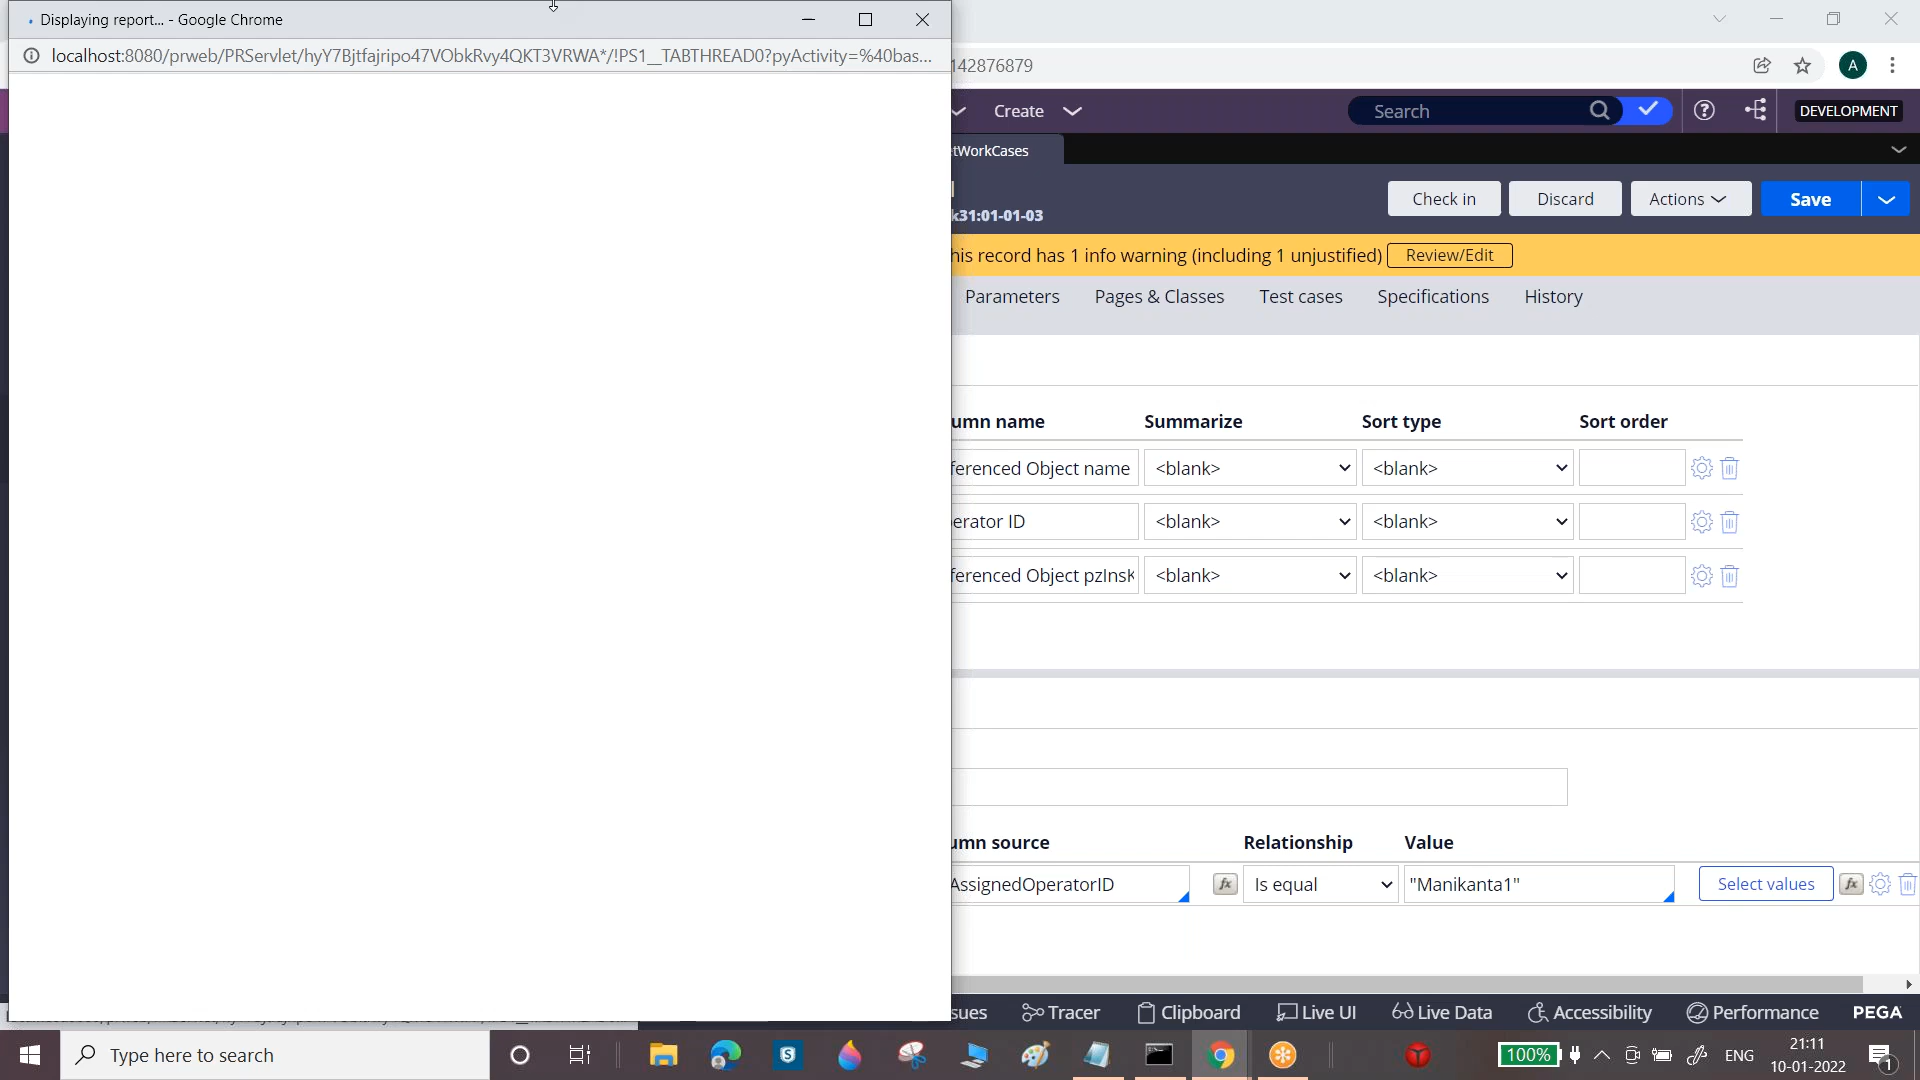 Displaying report... - Google Chrome
localhost:8080/prweb/PRServlet/hyY7Bjtfajripo47VObkRvy4QKT3VRWA*/!PS1__TABTHREAD0?pyActivity=%40bas...
142876879
A
Create
Search
DEVELOPMENT
tWorkCases
k31:01-01-03
Check in
Discard
Actions
Save
his record has 1 info warning (including 1 unjustified)
Review/Edit
Parameters
Pages & Classes
Test cases
Specifications
History
umn name
Summarize
Sort type
Sort order
ferenced Object name
<blank>
<blank>
erator ID
<blank>
<blank>
ferenced Object pzInsK
<blank>
<blank>
umn source
Relationship
Value
AssignedOperatorID
fx
Is equal
"Manikanta1"
Select values
fx
sues
Tracer
Clipboard
Live UI
Live Data
Accessibility
Performance
PEGA
Type here to search
100%
ENG
21:11
10-01-2022
1